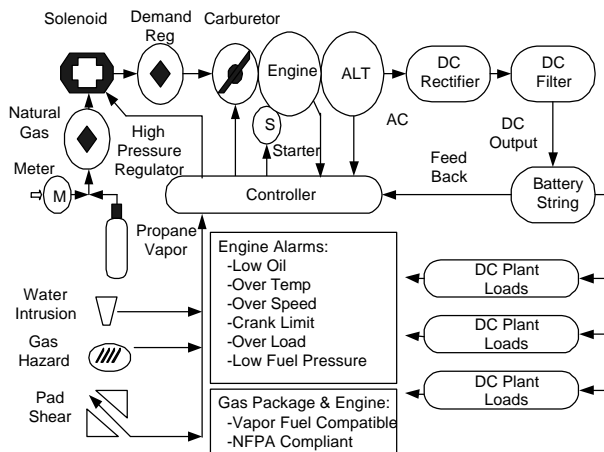 Solenoid
Demand
Reg
Carburetor
Engine
ALT
DC
Rectifier
DC
Filter
Natural
Gas
High
Pressure
Regulator
S
Starter
AC
DC
Output
Feed
Back
Meter
M
Controller
Battery
String
Propane
Vapor
Engine Alarms:
-Low Oil
-Over Temp
-Over Speed
-Crank Limit
-Over Load
-Low Fuel Pressure
DC Plant
Loads
DC Plant
Loads
DC Plant
Loads
Water
Intrusion
Gas
Hazard
Pad
Shear
Gas Package & Engine:
-Vapor Fuel Compatible
-NFPA Compliant